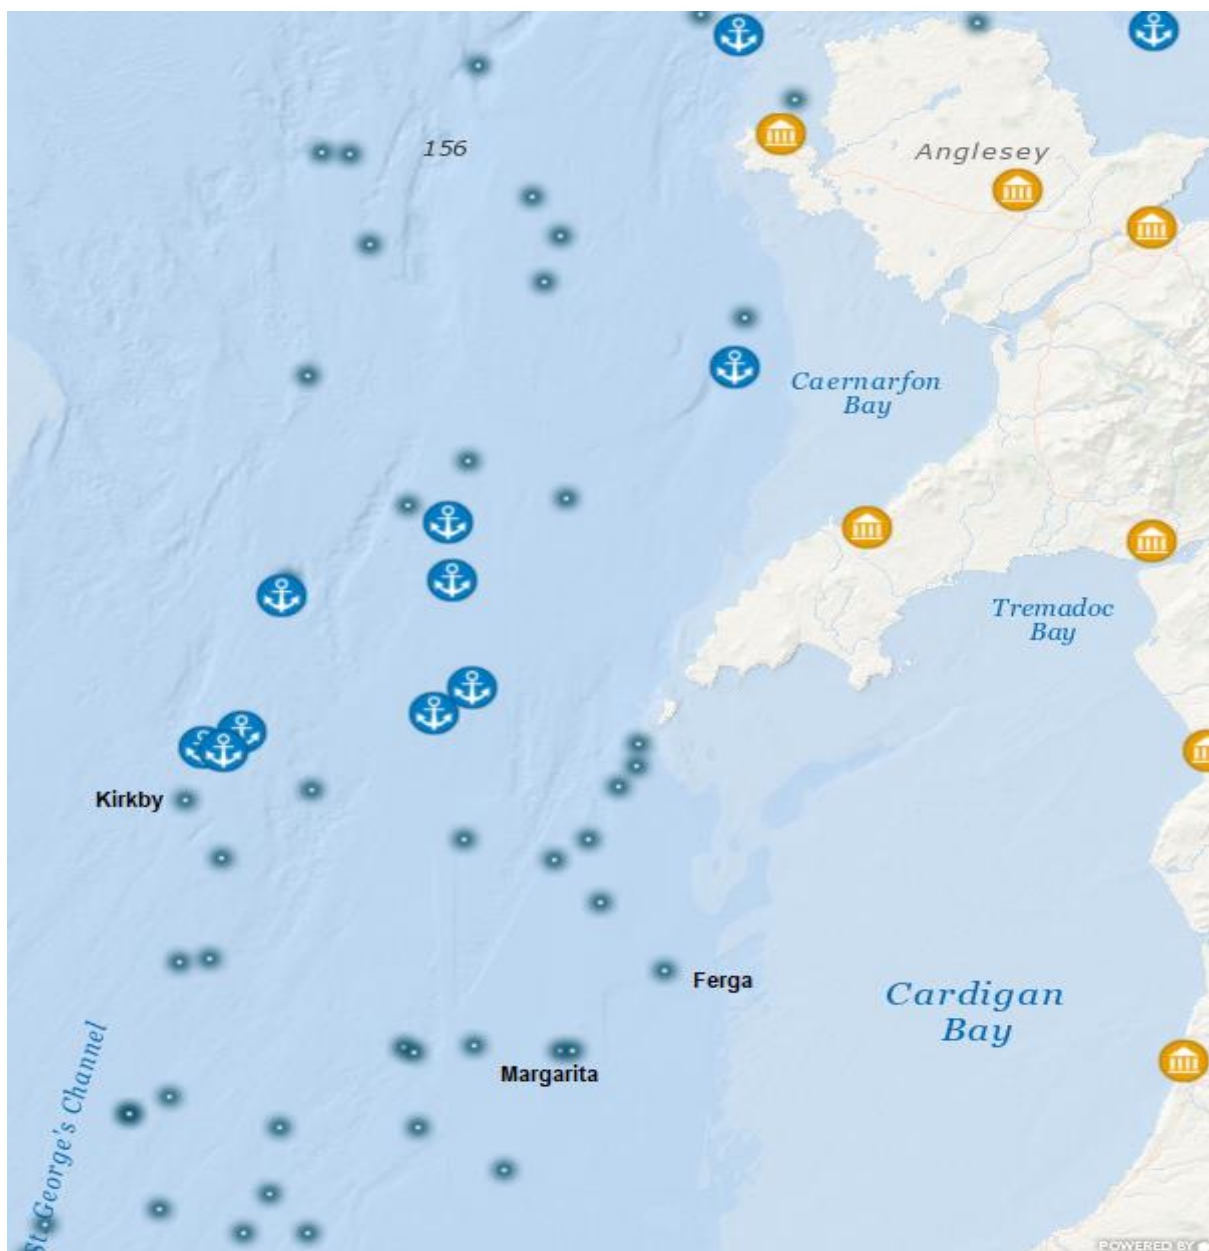 156
Anglesey
Caernarfon
Bay
Tremadoc
Bay
Kirkby
Ferga
Cardigan
Bay
Margarita
St. George's Channel
POWERED BY